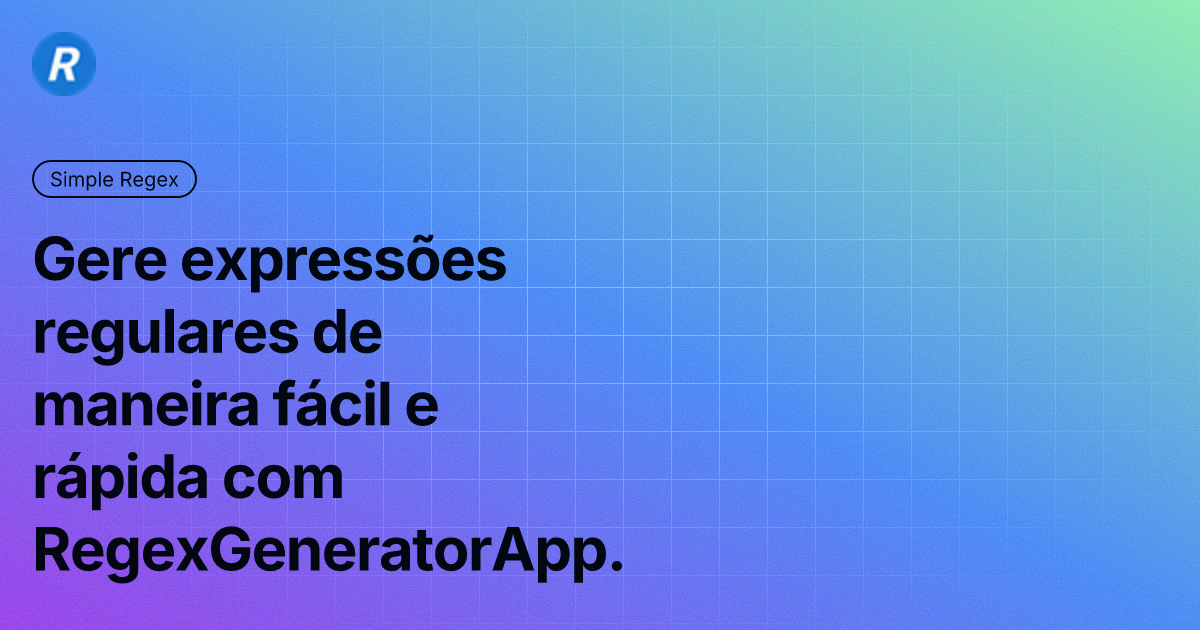 R
Simple Regex
Gere expressões
regulares de
maneira fácil e
rápida com
RegexGeneratorApp.